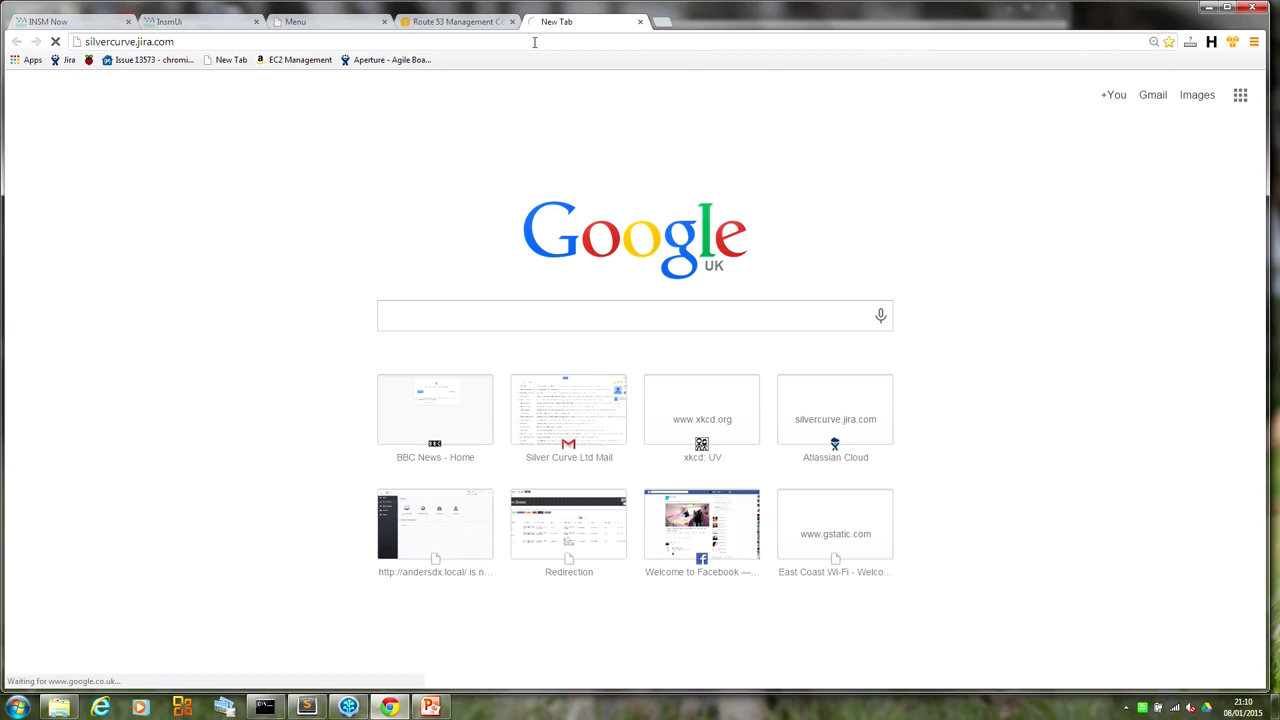 INSM Now
InsmUi
Menu
Route 53 Management Co
New Tab
silvercurve.jira.com
Apps
Jira
Issue 13573 - chromi...
New Tab
EC2 Management
Aperture - Agile Boa...
+You
Gmail
Images
Google
UK
www.xkcd.org
silvercurve.jira.com
BBC News - Home
Silver Curve Ltd Mail
xkcd: UV
Atlassian Cloud
www.gstatic.com
http://andersdx.local/ is n...
Redirection
Welcome to Facebook —...
East Coast Wi-Fi - Welco...
Waiting for www.google.co.uk...
21:10
08/01/2015